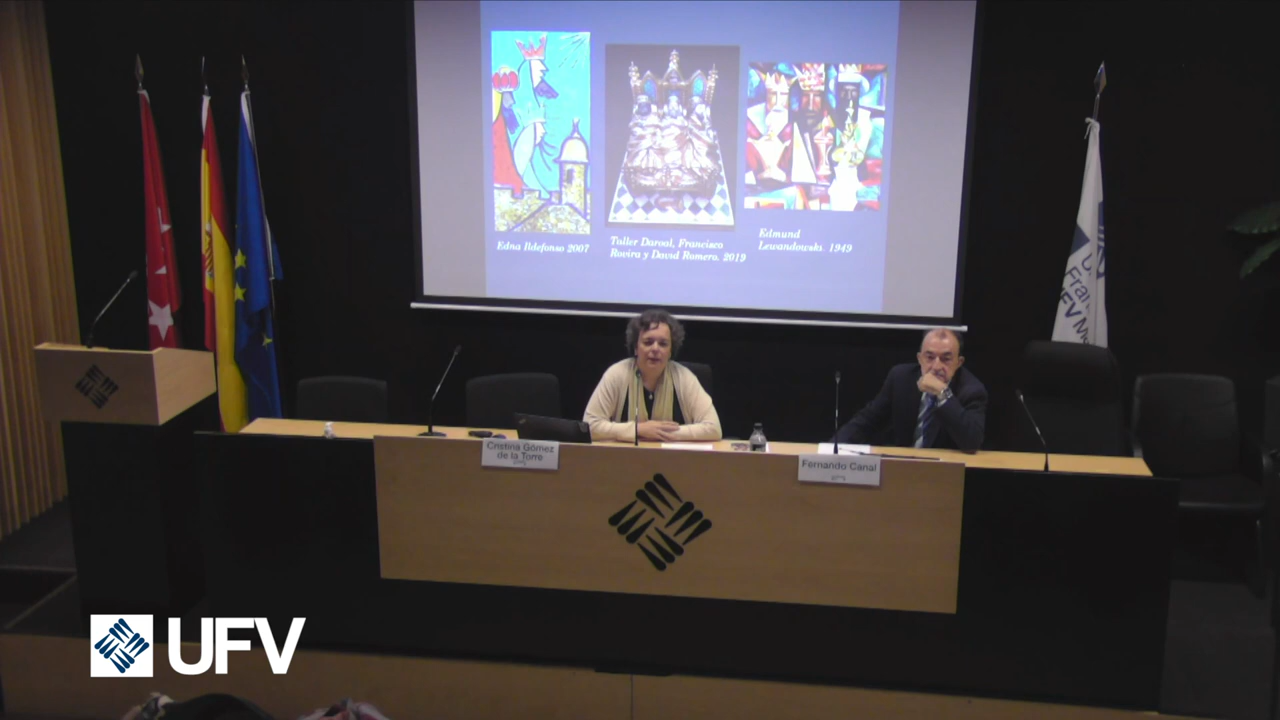 Edna Ildefonso 2007
Taller Daroal, Francisco
Rovira y David Romero. 2019
Edmund
Lewandowski. 1949
Cristina Gómez
de la Torre
Fernando Canal
UFV